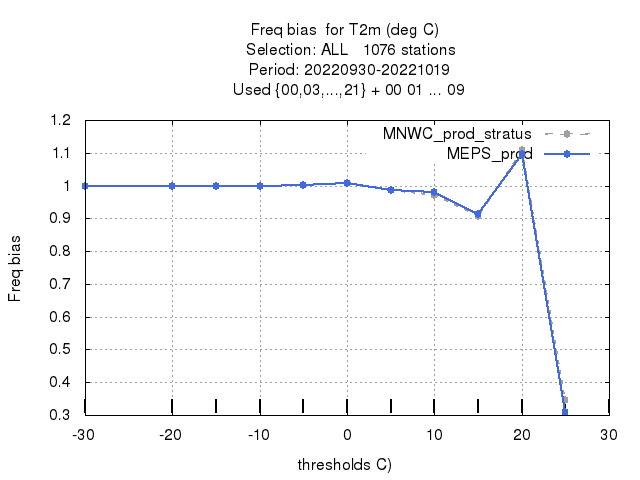 Freq bias  for T2m (deg C)
Selection: ALL   1076 stations
Period: 20220930-20221019
Used {00,03,...,21} + 00 01 ... 09
MNWC_prod_stratus
MEPS_prod
1.2
1.1
1
0.9
0.8
0.7
0.6
0.5
0.4
0.3
Freq bias
-30
-20
-10
0
10
20
30
thresholds C)